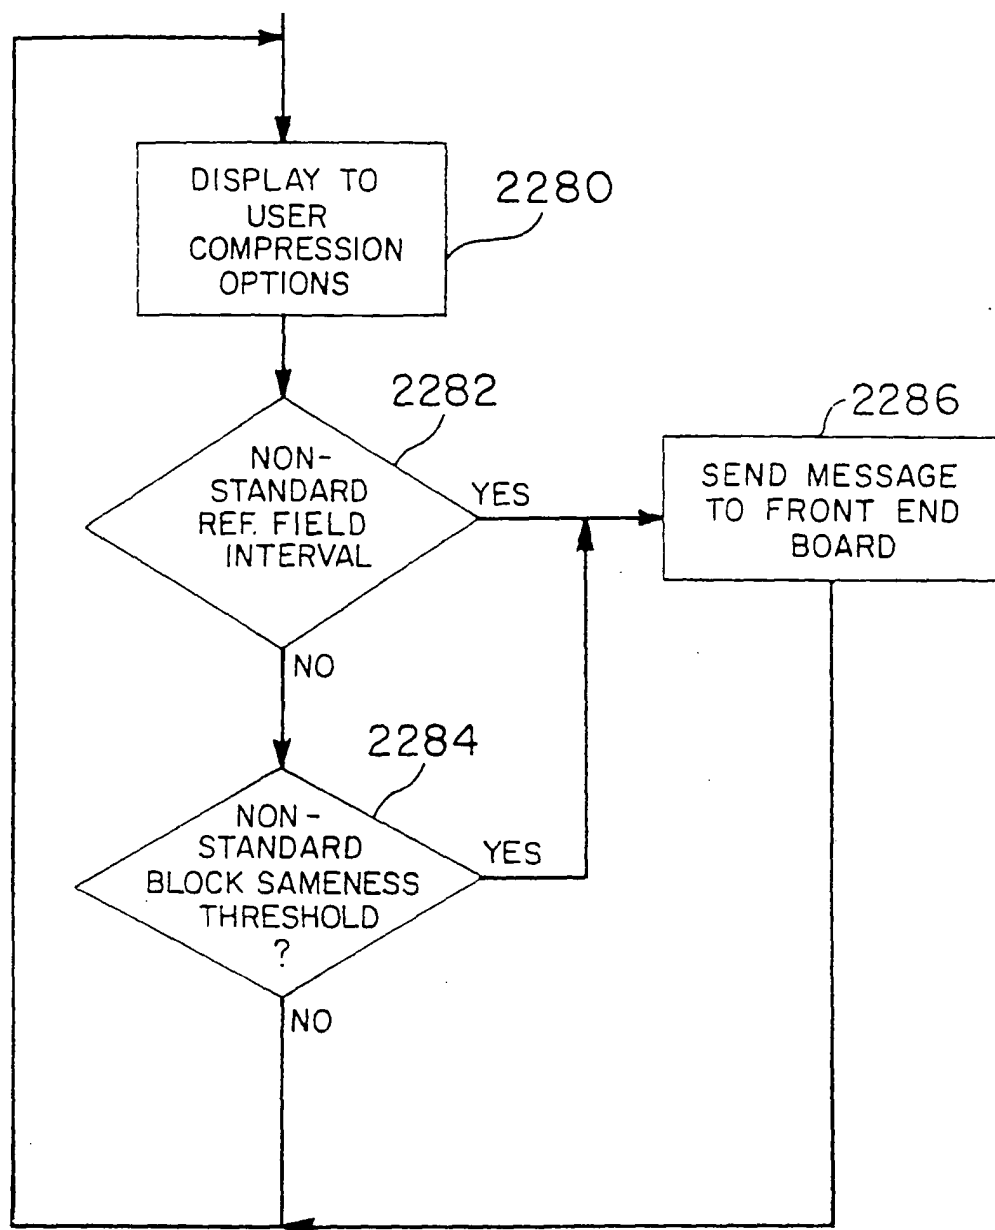 DISPLAY TO
USER
COMPRESSION
OPTIONS
2280
2282
NON-
STANDARD
REF. FIELD
INTERVAL
YES
NO
2286
SEND MESSAGE
TO FRONT END
BOARD
2284
NON-
STANDARD
BLOCK SAMENESS
THRESHOLD
?
YES
NO